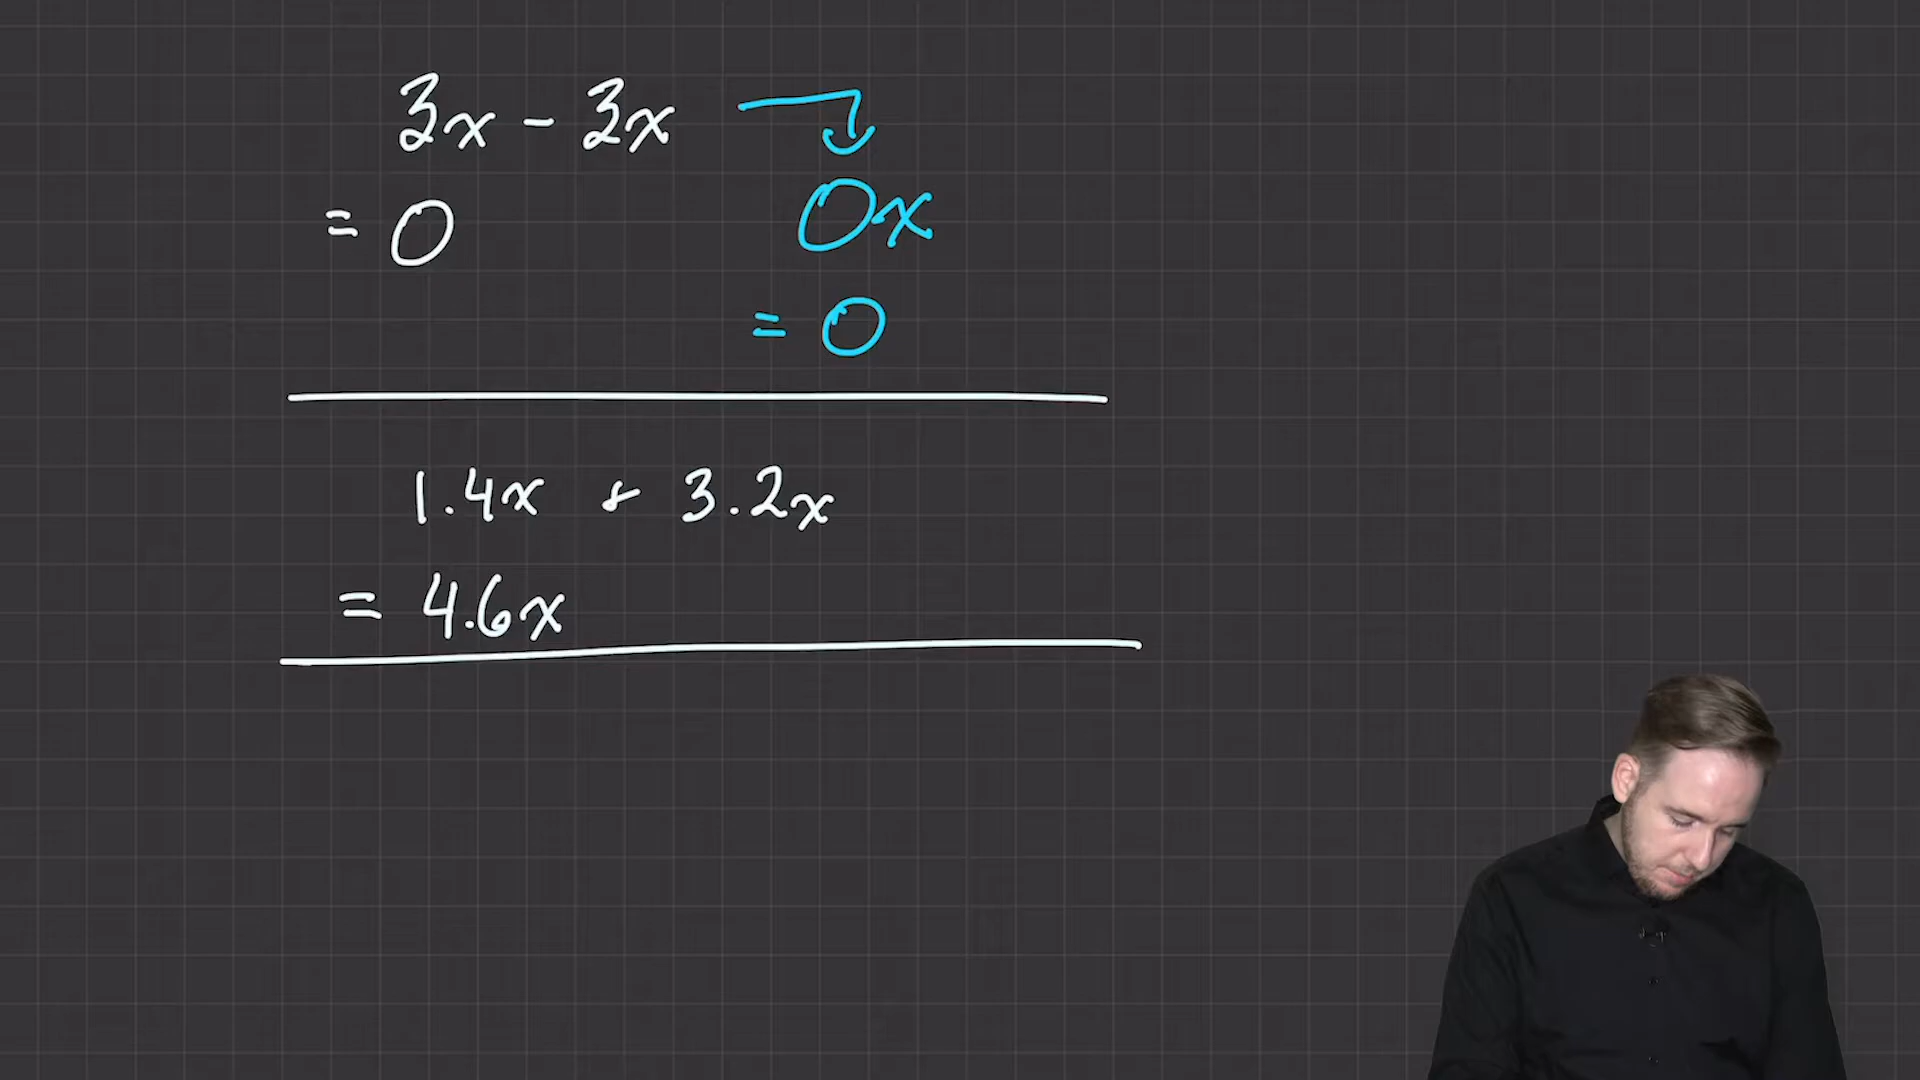 3x - 3x
= 0
0x
= 0
1.4x + 3.2x
= 4.6x